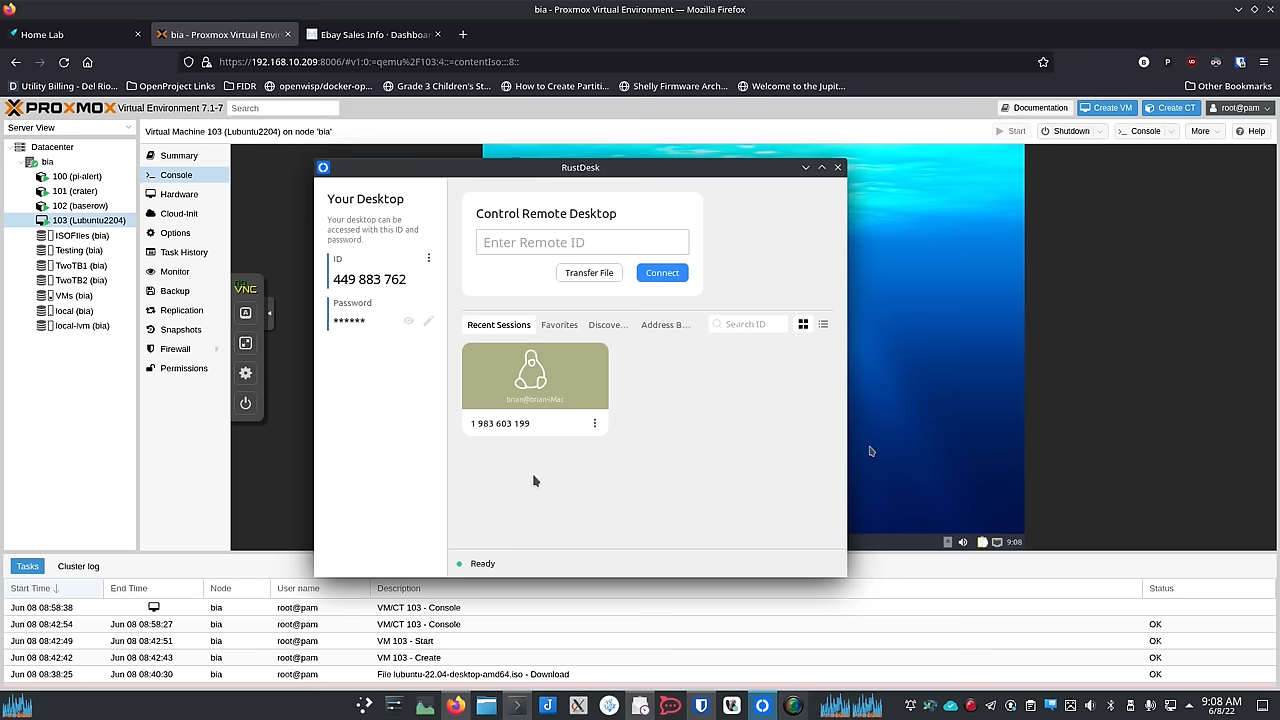 bia - Proxmox Virtual Environment — Mozilla Firefox
Home Lab
bia - Proxmox Virtual Envir
Ebay Sales Info · Dashboa
https://192.168.10.209:8006/#v1:0:=qemu%2F103:4::=contentIso:::8::
Utility Billing - Del Rio...
OpenProject Links
FIDR
openwisp/docker-op...
Grade 3 Children's St...
How to Create Partiti...
Shelly Firmware Arch...
Welcome to the Jupit...
Other Bookmarks
PROXMOX Virtual Environment 7.1-7
Search
Documentation
Create VM
Create CT
root@pam
Server View
Virtual Machine 103 (Lubuntu2204) on node 'bia'
Start
Shutdown
Console
More
Help
Datacenter
bia
100 (pi-alert)
101 (crater)
102 (baserow)
103 (Lubuntu2204)
ISOFIles (bia)
Testing (bia)
TwoTB1 (bia)
TwoTB2 (bia)
VMs (bia)
local (bia)
local-lvm (bia)
Summary
Console
Hardware
Cloud-Init
Options
Task History
Monitor
Backup
Replication
Snapshots
Firewall
Permissions
VNC
RustDesk
Your Desktop
Your desktop can be
accessed with this ID and
password.
ID
449 883 762
Password
******
Control Remote Desktop
Enter Remote ID
Transfer File
Connect
Recent Sessions
Favorites
Discove...
Address B...
Search ID
brian@brian-iMac
1 983 603 199
Ready
9:08
Tasks
Cluster log
Start Time
End Time
Node
User name
Description
Status
Jun 08 08:58:38
bia
root@pam
VM/CT 103 - Console
Jun 08 08:42:54
Jun 08 08:58:27
bia
root@pam
VM/CT 103 - Console
OK
Jun 08 08:42:49
Jun 08 08:42:51
bia
root@pam
VM 103 - Start
OK
Jun 08 08:42:42
Jun 08 08:42:43
bia
root@pam
VM 103 - Create
OK
Jun 08 08:38:25
Jun 08 08:40:30
bia
root@pam
File lubuntu-22.04-desktop-amd64.iso - Download
OK
9:08 AM
6/8/22